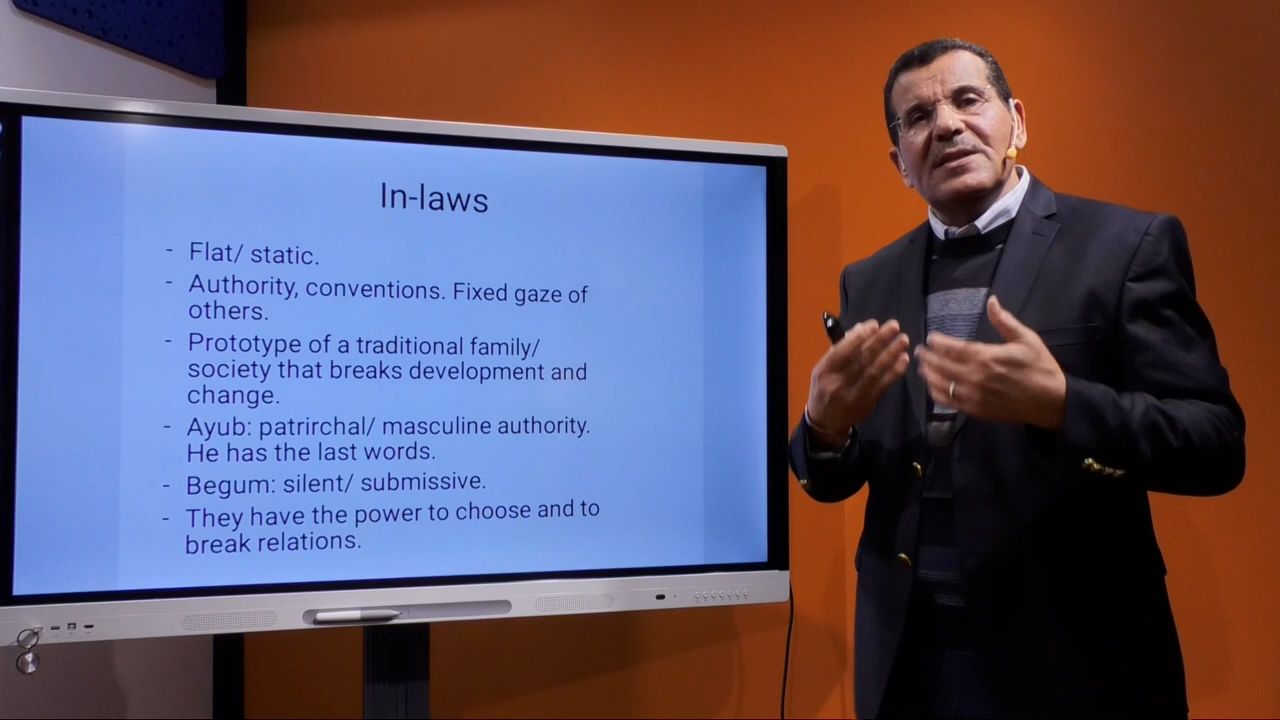 In-laws
- Flat/ static.
- Authority, conventions. Fixed gaze of
others.
- Prototype of a traditional family/
society that breaks development and
change.
- Ayub: patrirchal/ masculine authority.
He has the last words.
- Begum: silent/ submissive.
- They have the power to choose and to
break relations.